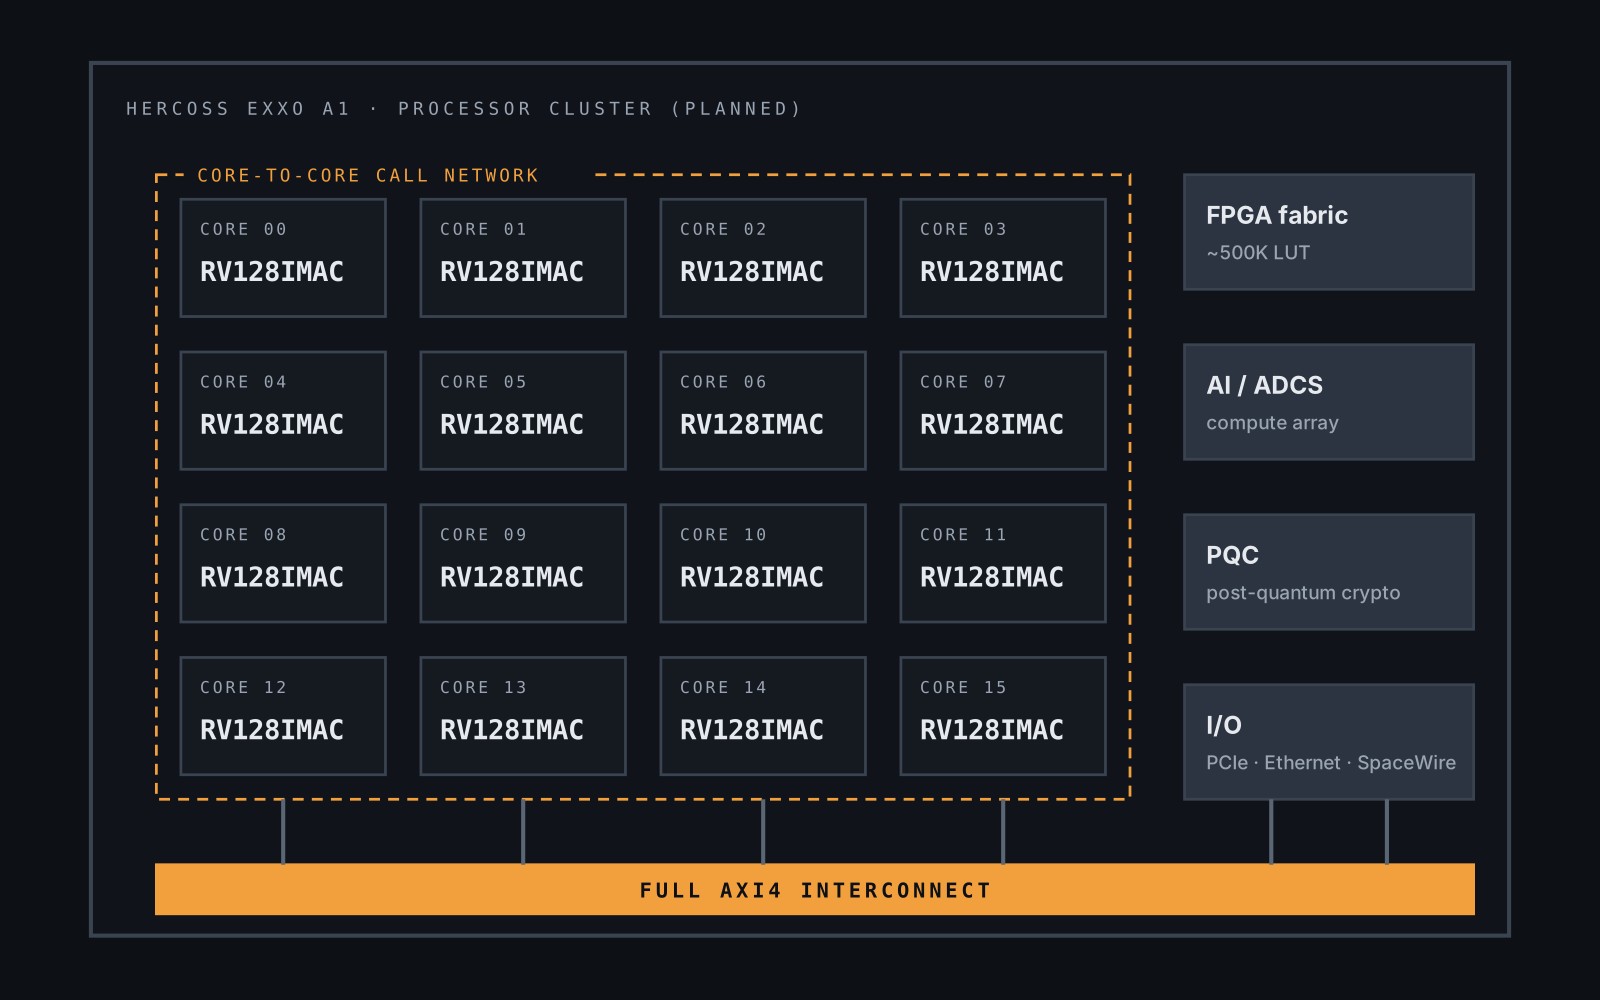 HERCOSS EXXO A1 · PROCESSOR CLUSTER (PLANNED)
CORE-TO-CORE CALL NETWORK
CORE 00
RV128IMAC
CORE 01
RV128IMAC
CORE 02
RV128IMAC
CORE 03
RV128IMAC
CORE 04
RV128IMAC
CORE 05
RV128IMAC
CORE 06
RV128IMAC
CORE 07
RV128IMAC
CORE 08
RV128IMAC
CORE 09
RV128IMAC
CORE 10
RV128IMAC
CORE 11
RV128IMAC
CORE 12
RV128IMAC
CORE 13
RV128IMAC
CORE 14
RV128IMAC
CORE 15
RV128IMAC
FPGA fabric
~500K LUT
AI / ADCS
compute array
PQC
post-quantum crypto
I/O
PCIe · Ethernet · SpaceWire
FULL AXI4 INTERCONNECT